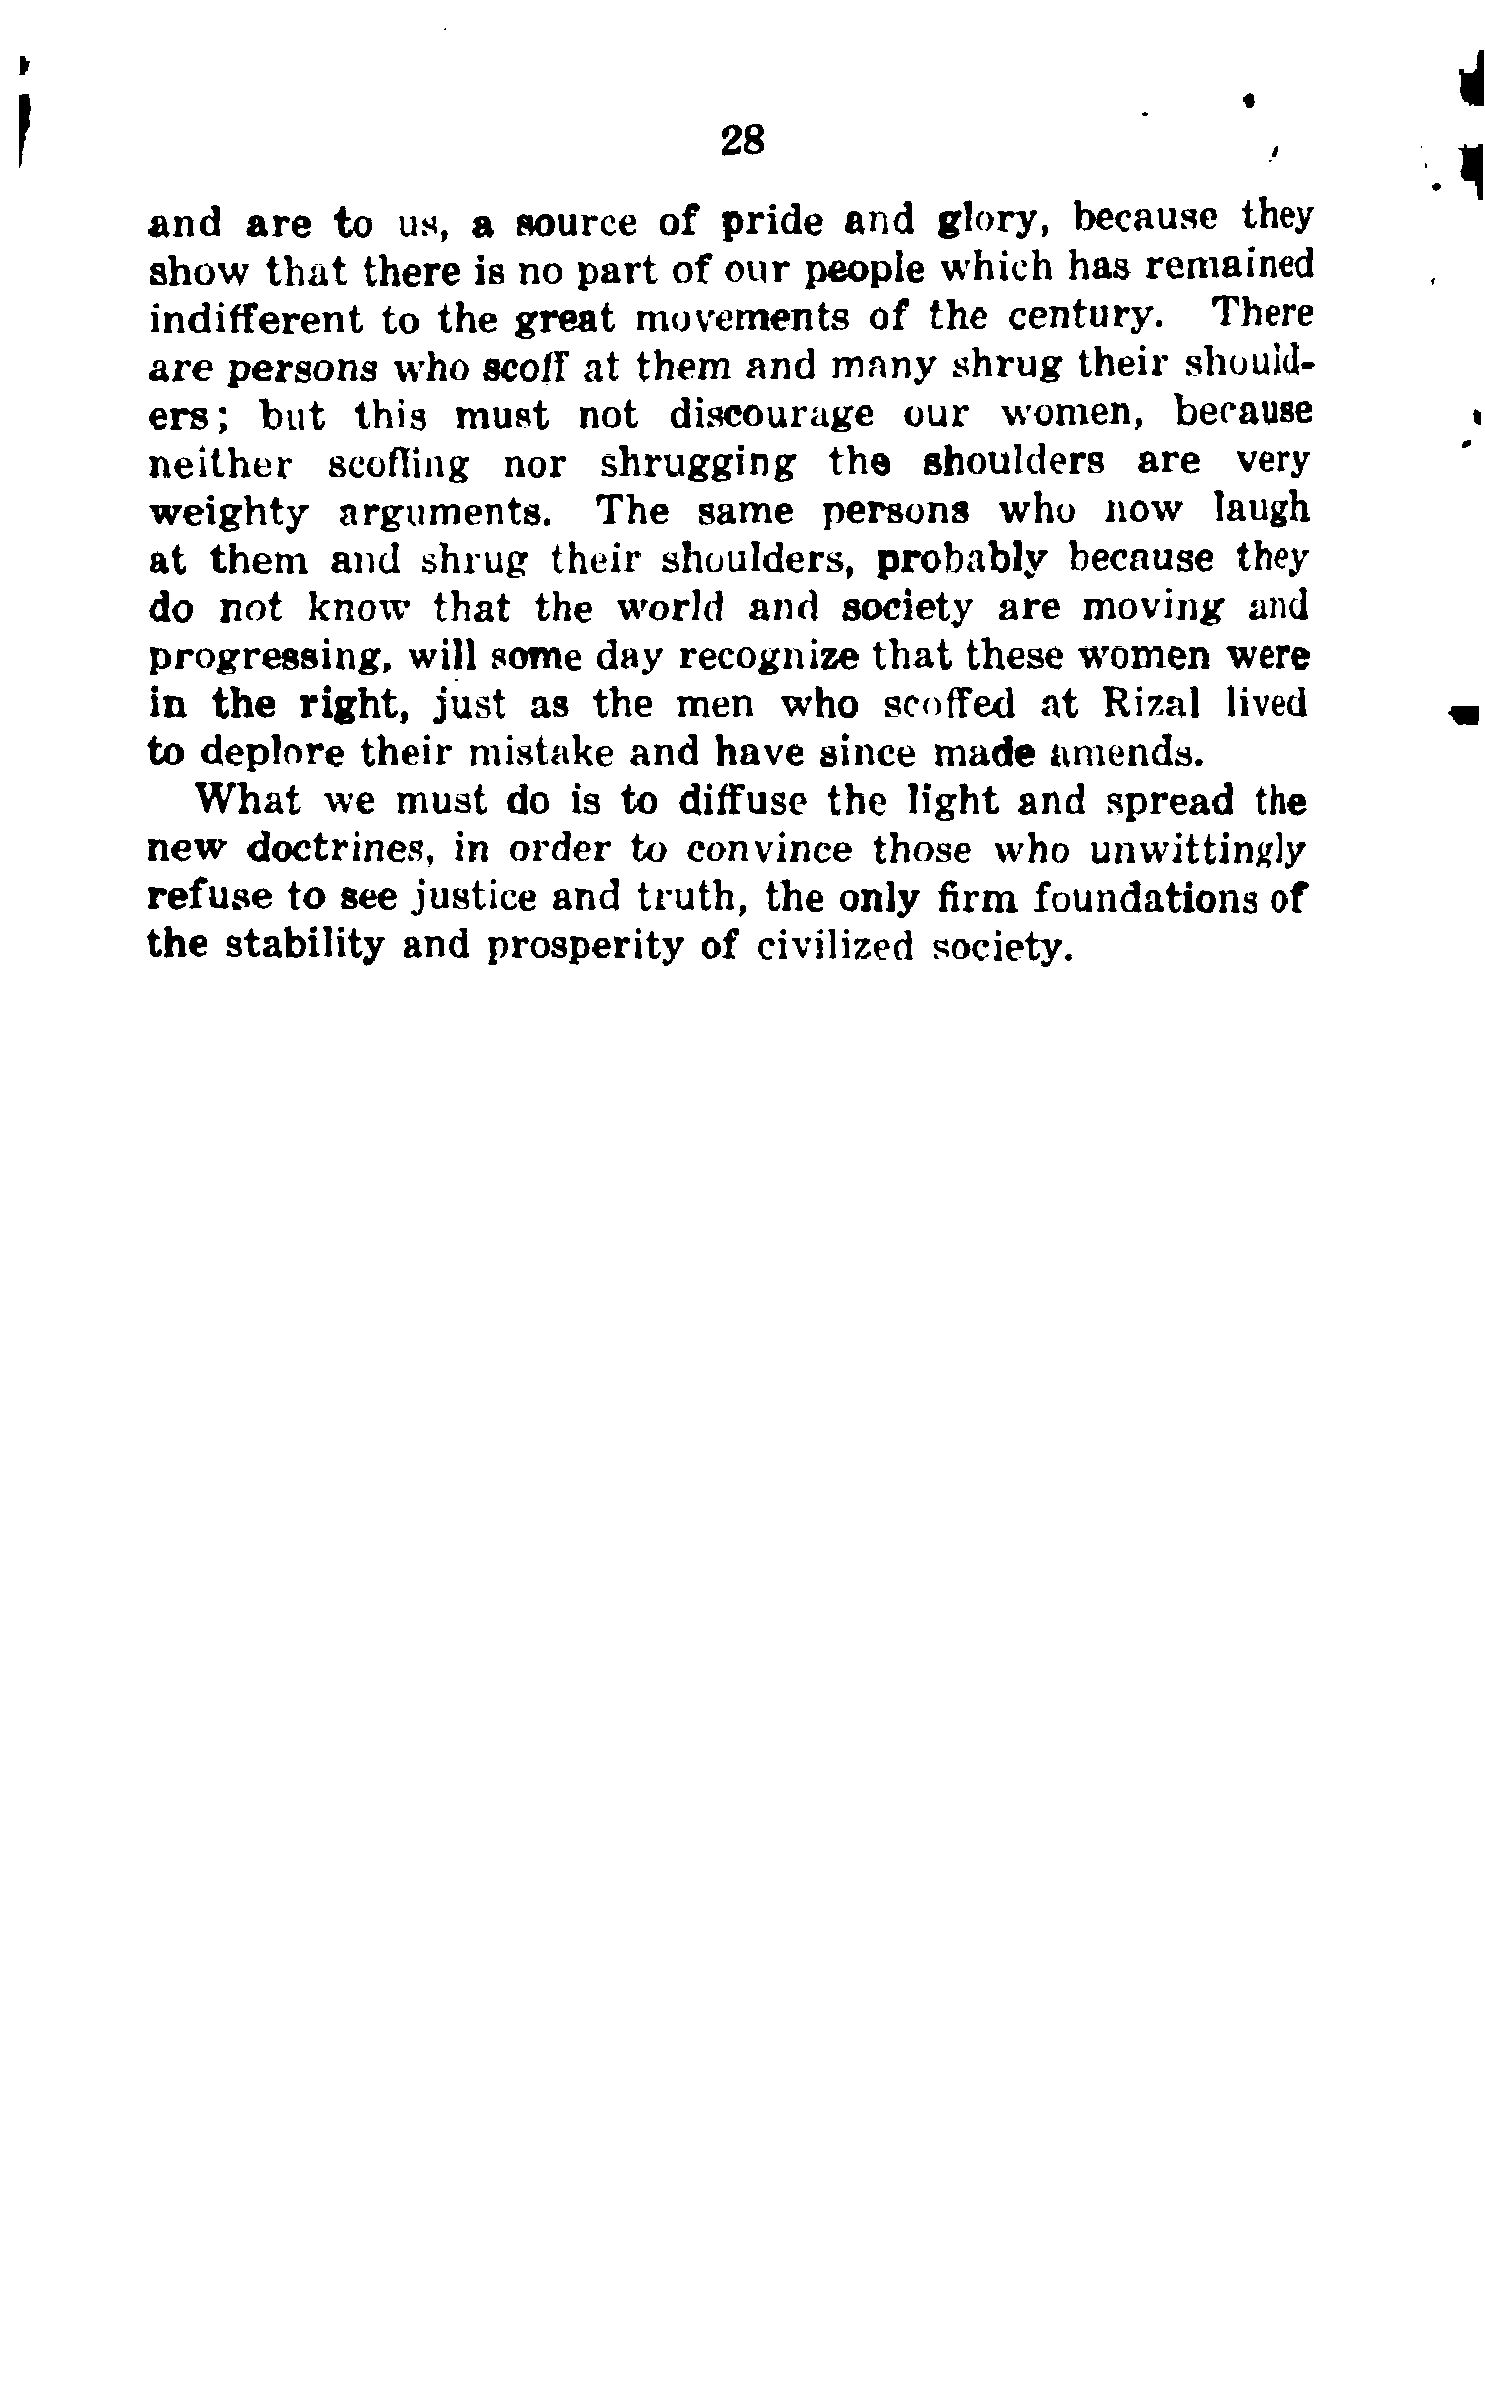 28
and are to us, a source of pride and glory, because they
show that there is no part of our people which has remained
indifferent to the great movements of the century. There
are persons who scoff at them and many shrug their should-
ers; but this must not discourage our women, because
neither scoffing nor shrugging the shoulders are very
weighty arguments. The same persons who now laugh
at them and shrug their shoulders, probably because they
do not know that the world and society are moving and
progressing, will some day recognize that these women were
in the right, just as the men who scoffed at Rizal lived
to deplore their mistake and have since made amends.
What we must do is to diffuse the light and spread the
new doctrines, in order to convince those who unwittingly
refuse to see justice and truth, the only firm foundations of
the stability and prosperity of civilized society.